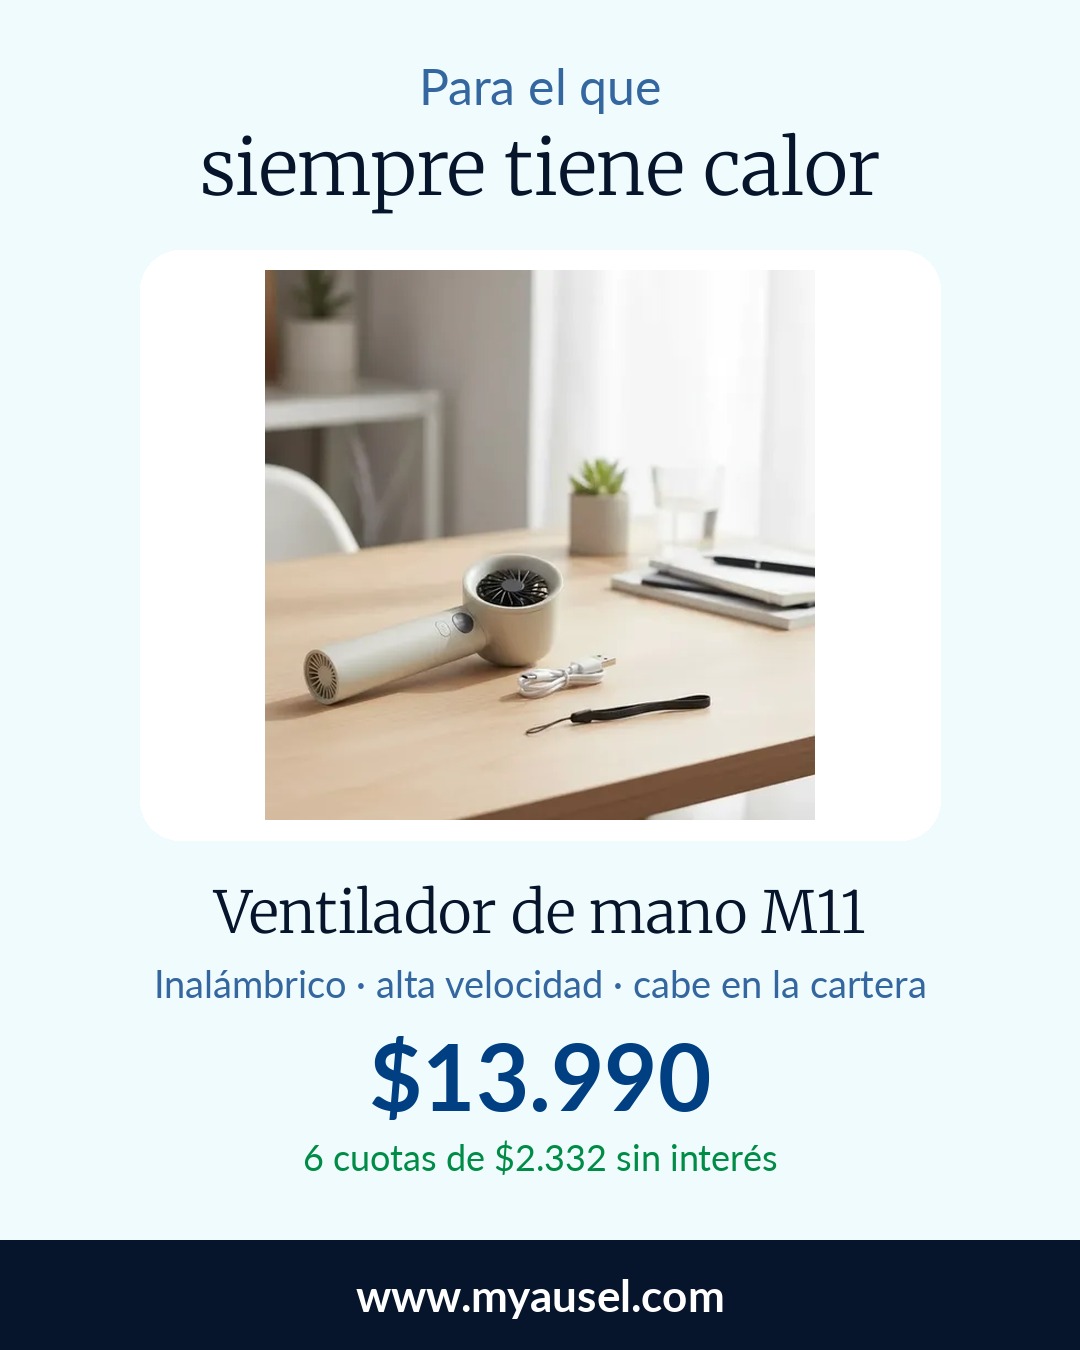 Para el que
siempre tiene calor
Ventilador de mano M11
Inalámbrico · alta velocidad · cabe en la cartera
$13.990
6 cuotas de $2.332 sin interés
www.myausel.com